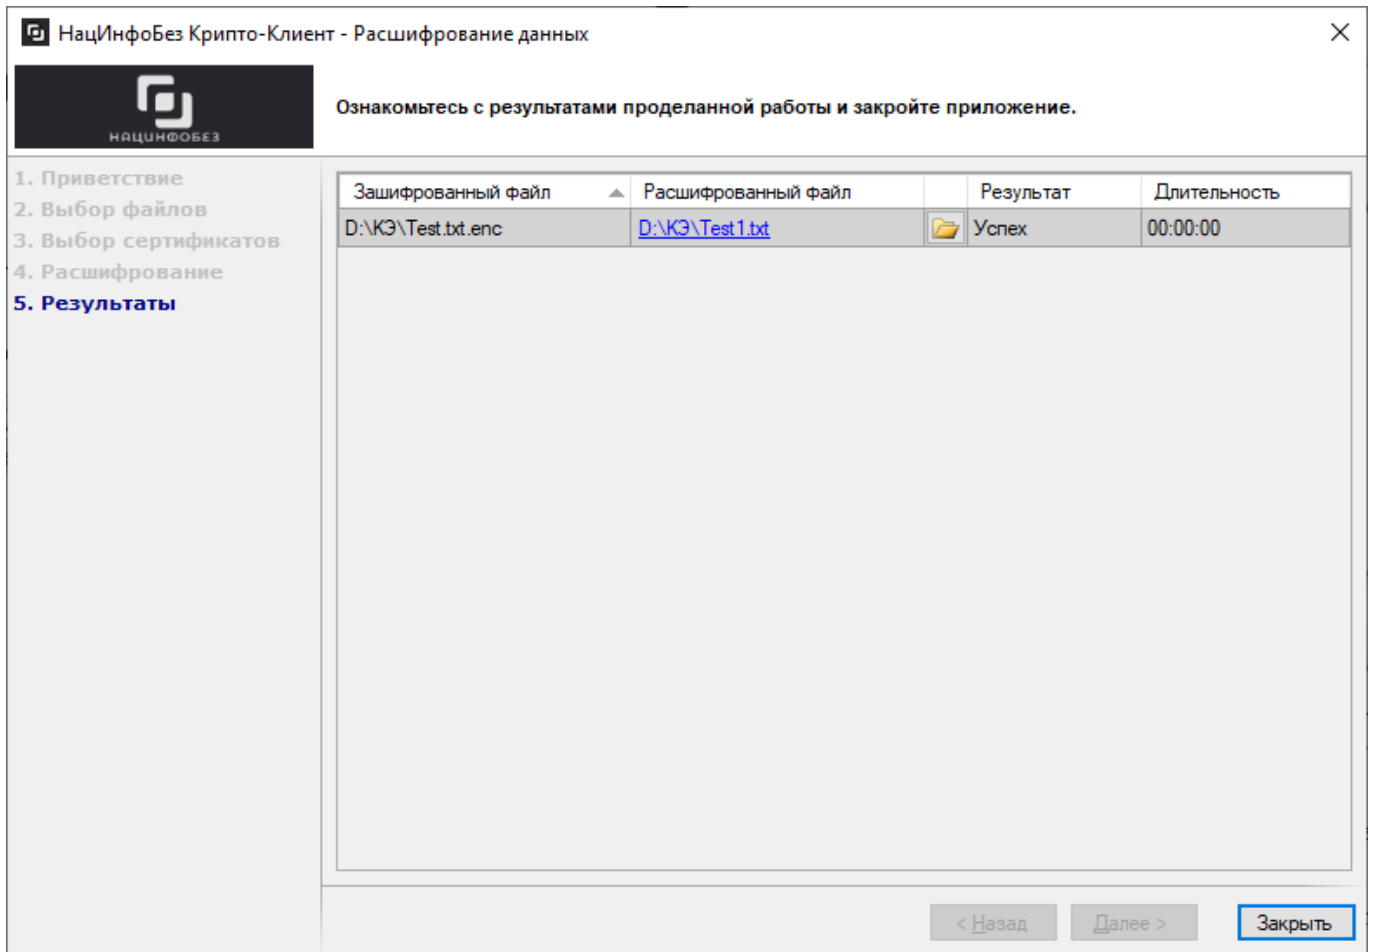 НацИнфоБез Крипто-Клиент - Расшифрование данных
НАЦИНФОБЕЗ
Ознакомьтесь с результатами проделанной работы и закройте приложение.
1. Приветствие
2. Выбор файлов
3. Выбор сертификатов
4. Расшифрование
5. Результаты
Зашифрованный файл Расшифрованный файл Результат Длительность
D:\КЭ\Test.txt.enc D:\КЭ\Test1.txt Успех 00:00:00
< Назад Далее > Закрыть